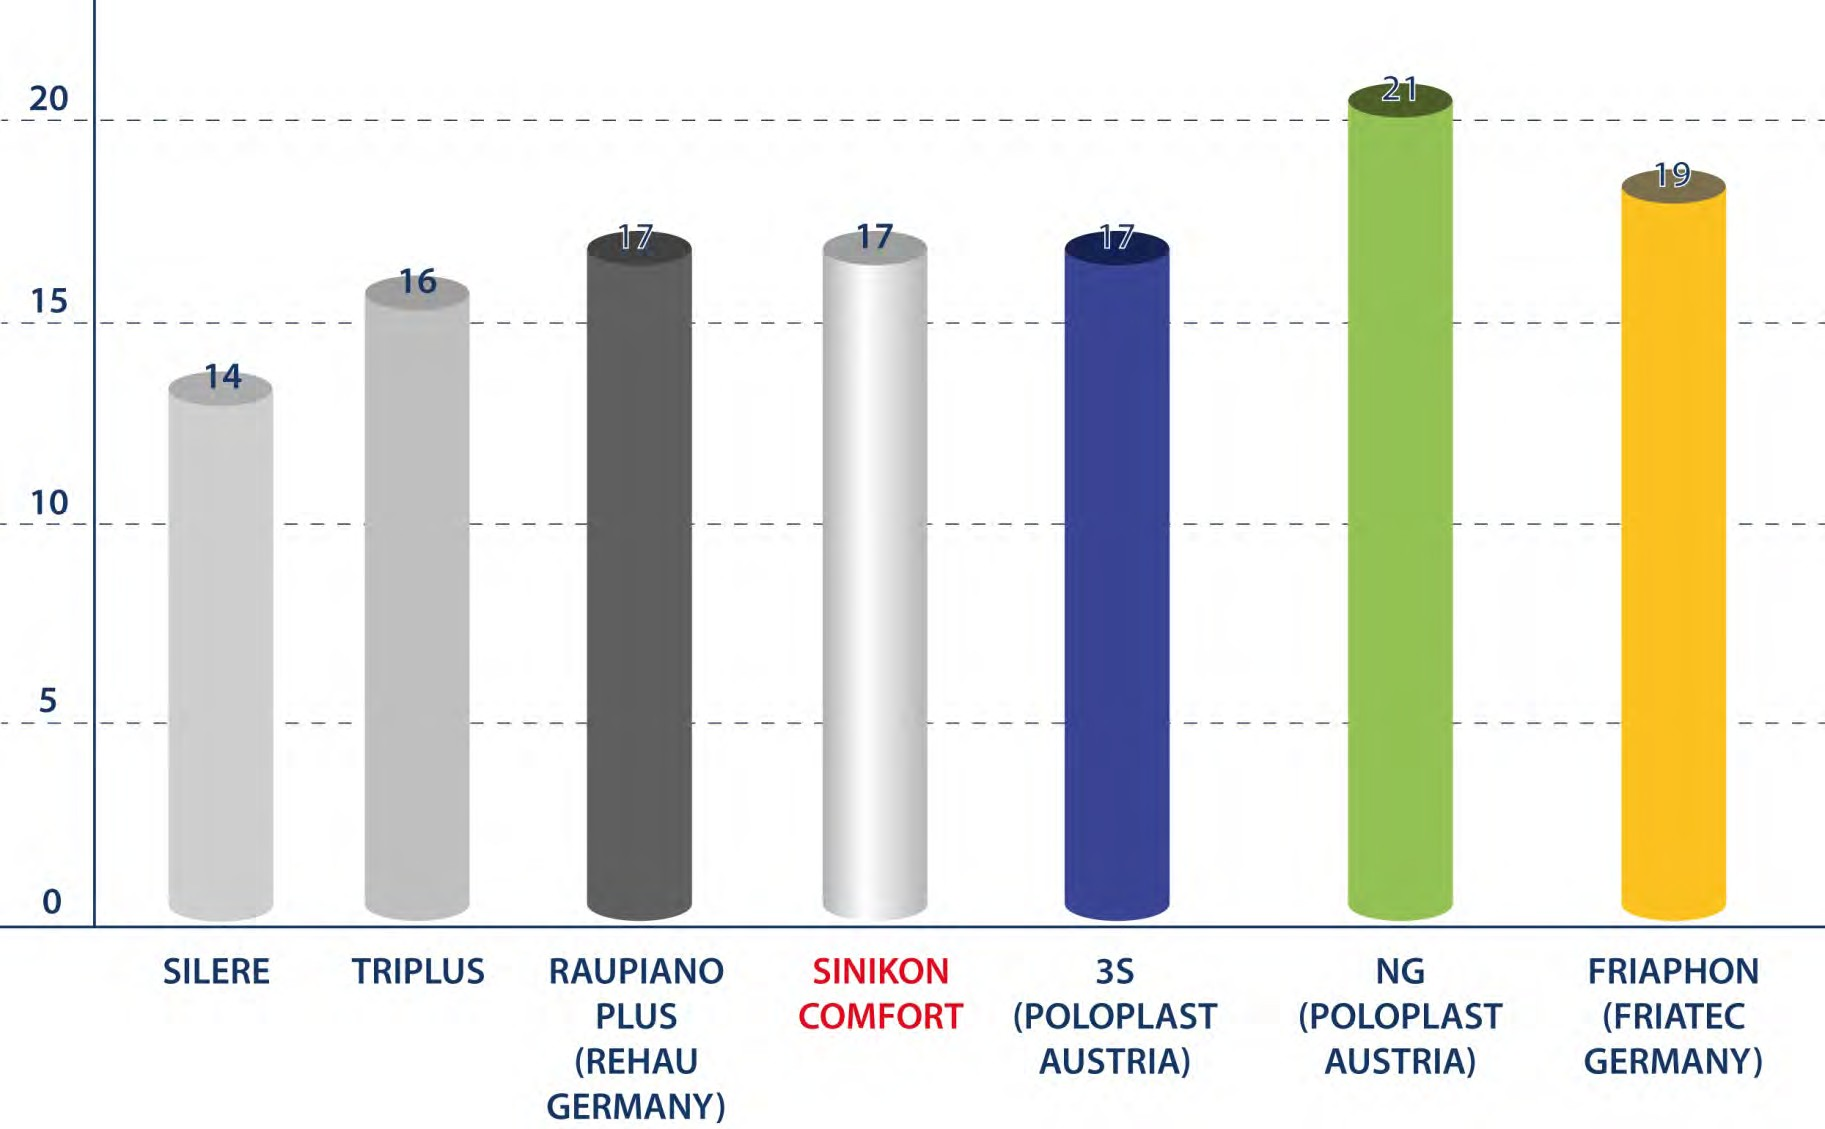 20
15
10
5
0
14
16
17
17
17
21
19
SILERE
TRIPLUS
RAUPIANO
PLUS
(REHAU
GERMANY)
SINIKON
COMFORT
3S
(POLOPLAST
AUSTRIA)
NG
(POLOPLAST
AUSTRIA)
FRIAPHON
(FRIATEC
GERMANY)